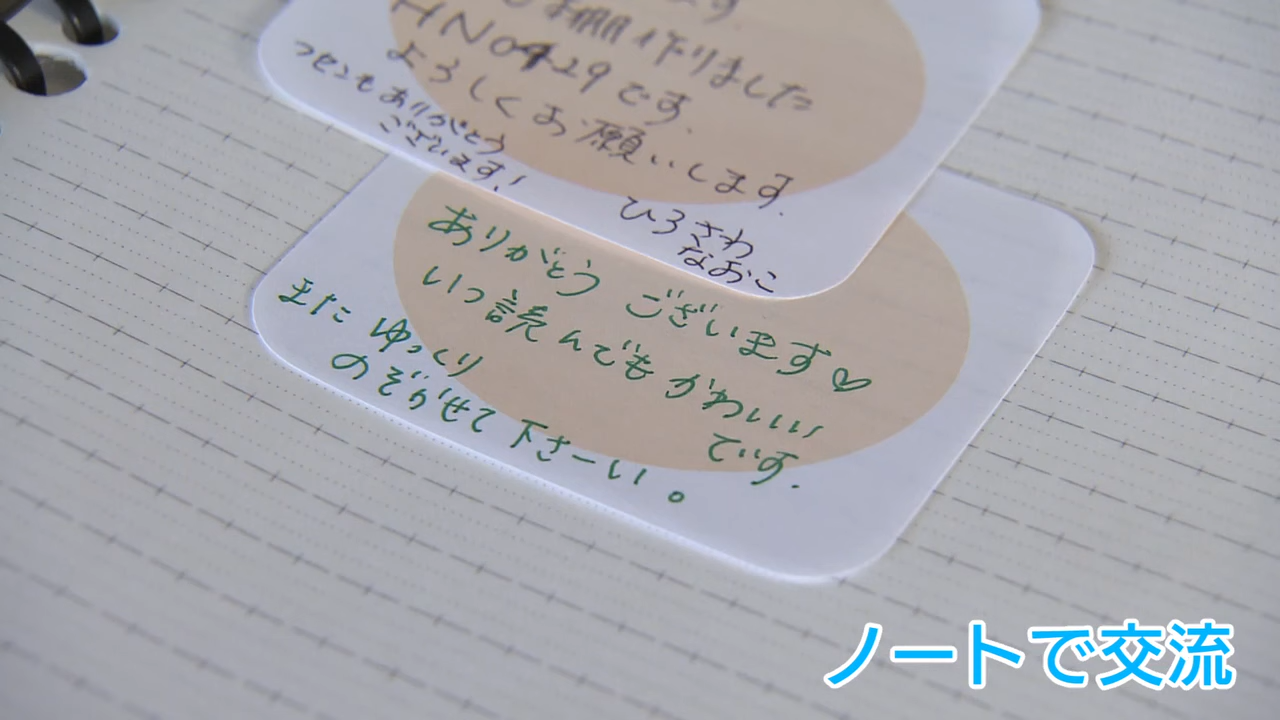 す
棚作りました
HN0429です.
よろしくお願いします.
つせンもありがとう
ございます!
ひろさわ
なおこ
ありがとう ございます♡
いつ読んでもかわいい
です.
また ゆっくり
のぞかせて下さーい。
ノートで交流